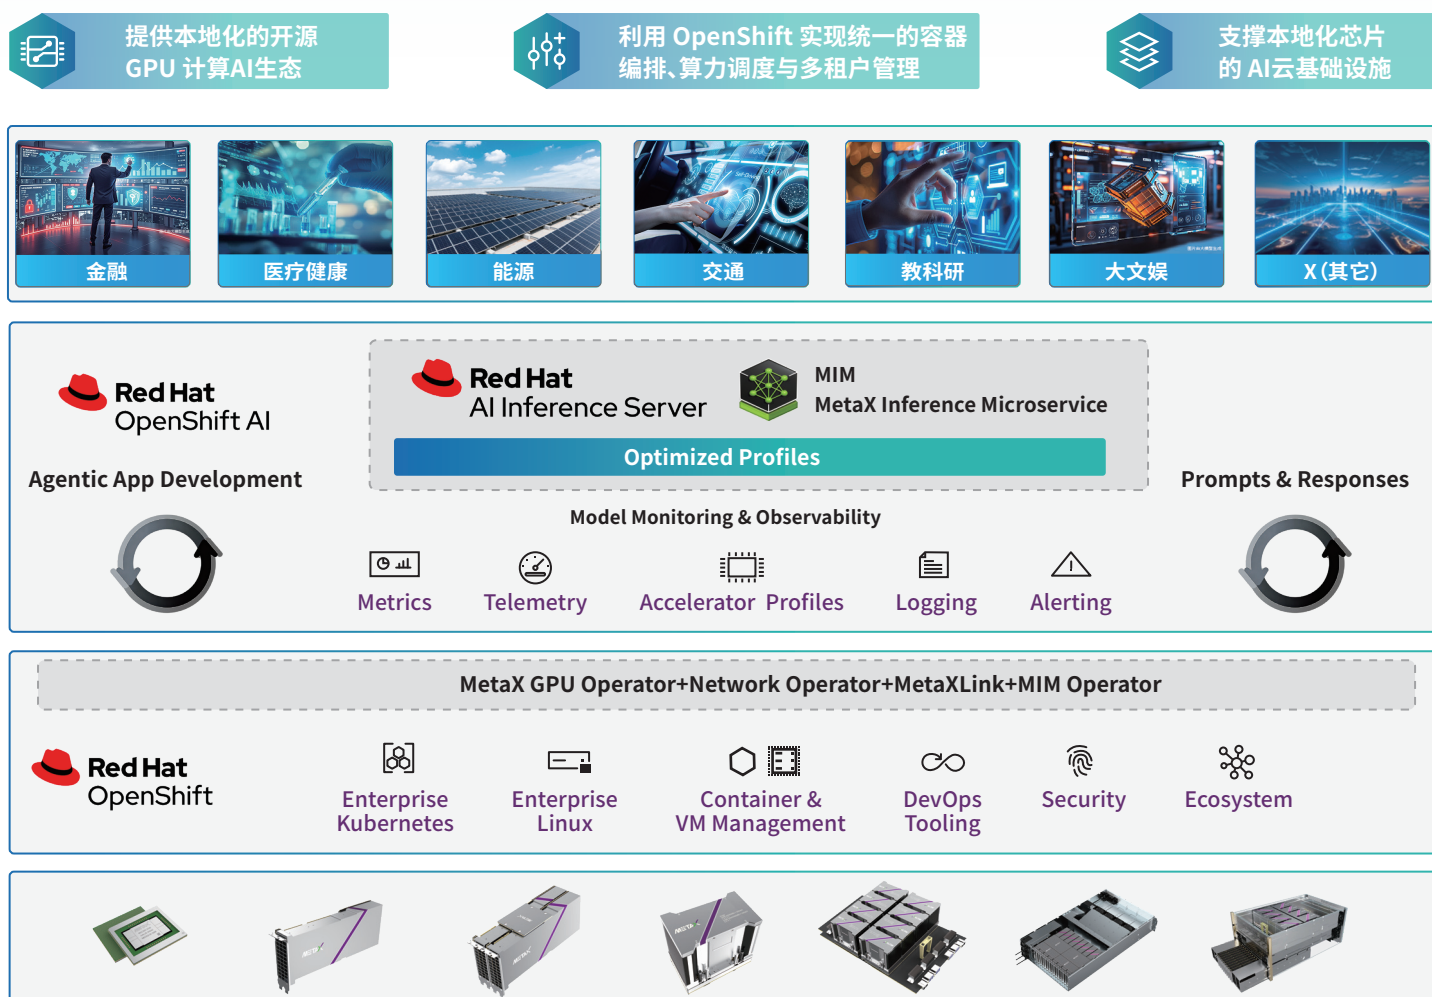 提供本地化的开源
GPU 计算AI生态
利用 OpenShift 实现统一的容器
编排、算力调度与多租户管理
支撑本地化芯片
的 AI云基础设施
金融
医疗健康
能源
交通
教科研
大文娱
X（其它）
Red Hat
OpenShift AI
Red Hat
AI Inference Server
MIM
MetaX Inference Microservice
Optimized Profiles
Agentic App Development
Prompts & Responses
Model Monitoring & Observability
Metrics
Telemetry
Accelerator Profiles
Logging
Alerting
MetaX GPU Operator+Network Operator+MetaXLink+MIM Operator
Red Hat
OpenShift
Enterprise
Kubernetes
Enterprise
Linux
Container &
VM Management
DevOps
Tooling
Security
Ecosystem